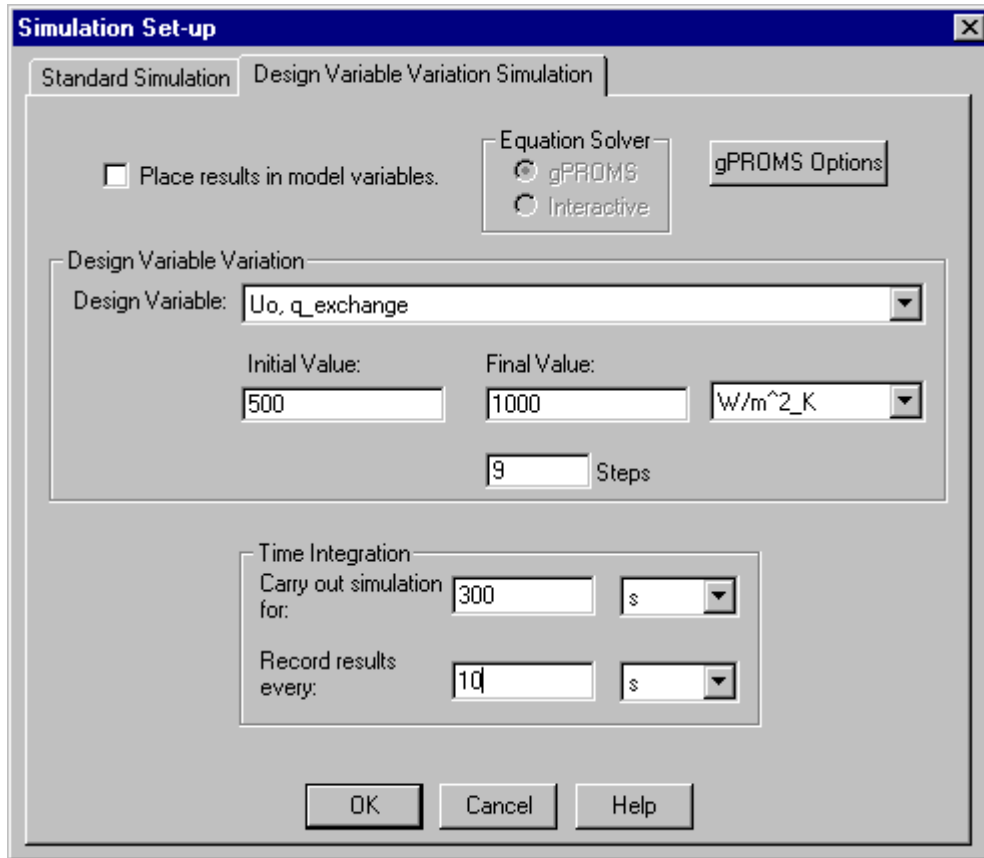 Simulation Set-up
Standard Simulation
Design Variable Variation Simulation
Place results in model variables.
Equation Solver
gPROMS
Interactive
gPROMS Options
Design Variable Variation
Design Variable:
Uo, q_exchange
Initial Value:
Final Value:
500
1000
W/m^2_K
9
Steps
Time Integration
Carry out simulation
for:
300
s
Record results
every:
10
s
OK
Cancel
Help